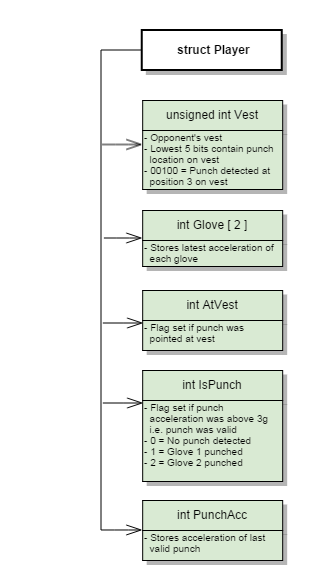 struct Player
unsigned int Vest
- Opponent's vest
- Lowest 5 bits contain punch
location on vest
- 00100 = Punch detected at
position 3 on vest
int Glove [ 2 ]
- Stores latest acceleration of
each glove
int AtVest
- Flag set if punch was
pointed at vest
int IsPunch
- Flag set if punch
acceleration was above 3g
i.e. punch was valid
- 0 = No punch detected
- 1 = Glove 1 punched
- 2 = Glove 2 punched
int PunchAcc
- Stores acceleration of last
valid punch